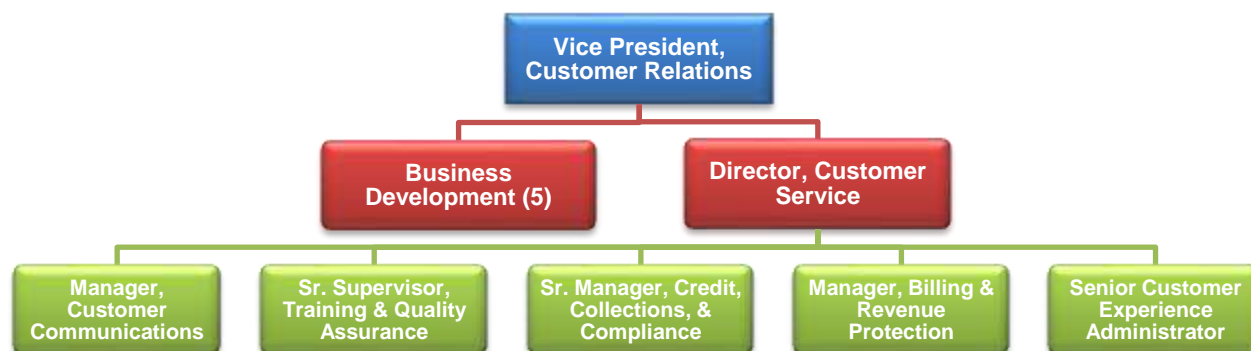 Vice President,
Customer Relations
Business
Development (5)
Director, Customer
Service
Manager,
Customer
Communications
Sr. Supervisor,
Training & Quality
Assurance
Sr. Manager, Credit,
Collections, &
Compliance
Manager, Billing &
Revenue
Protection
Senior Customer
Experience
Administrator